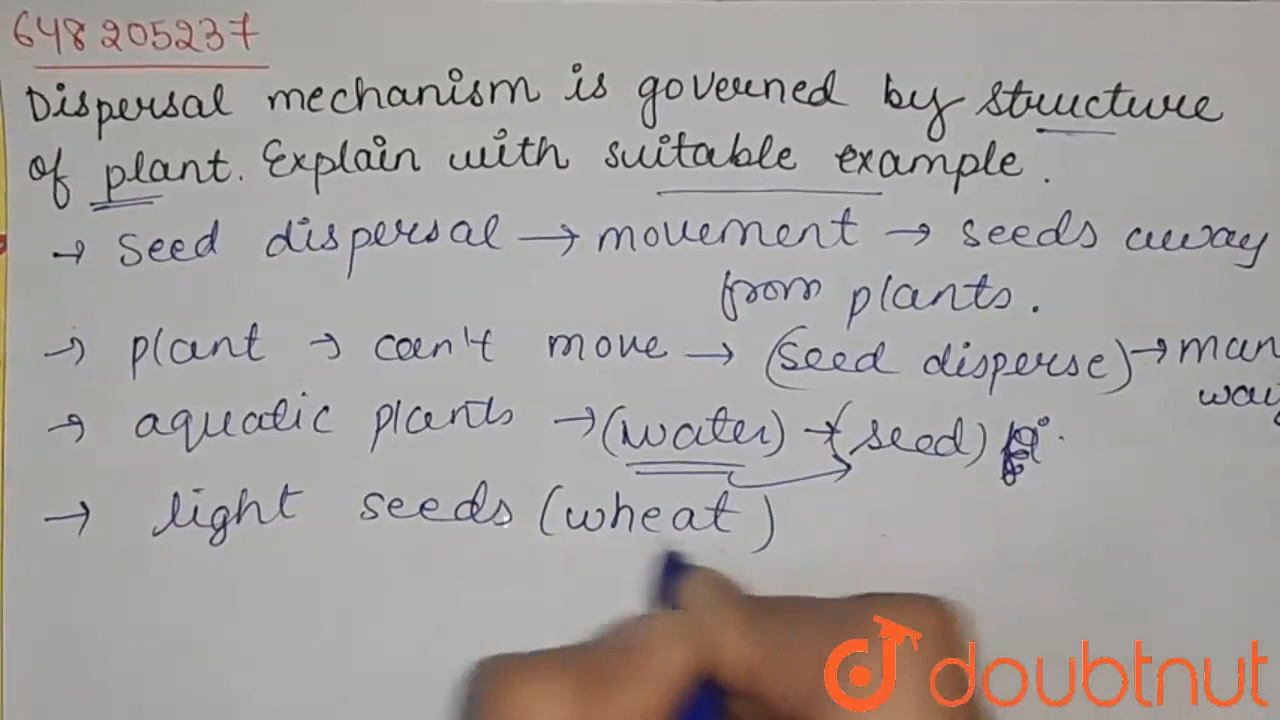 648205237
Dispersal mechanism is governed by structure
of plant. Explain with suitable example.
→ Seed dispersal → movement → seeds away
from plants.
→ plant → can't move → (seed disperse) → man
way
→ aquatic plants → (water) → (seed)
→ light seeds (wheat)
doubtnut